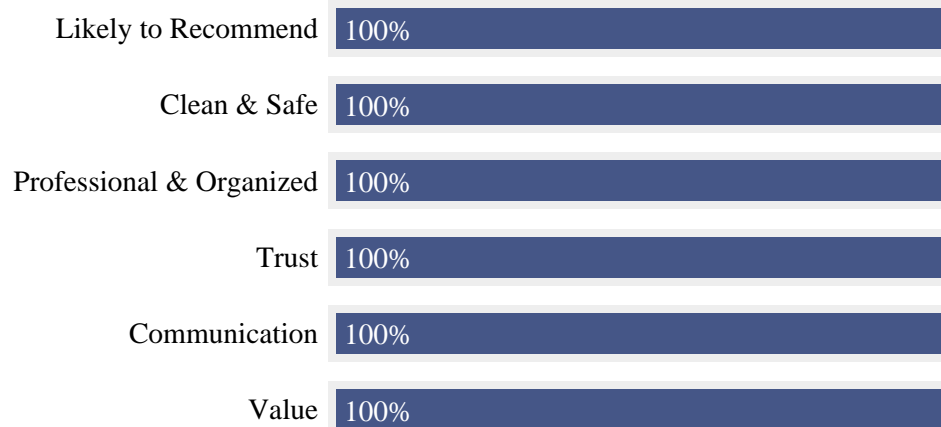 Likely to Recommend 100%
Clean & Safe 100%
Professional & Organized 100%
Trust 100%
Communication 100%
Value 100%